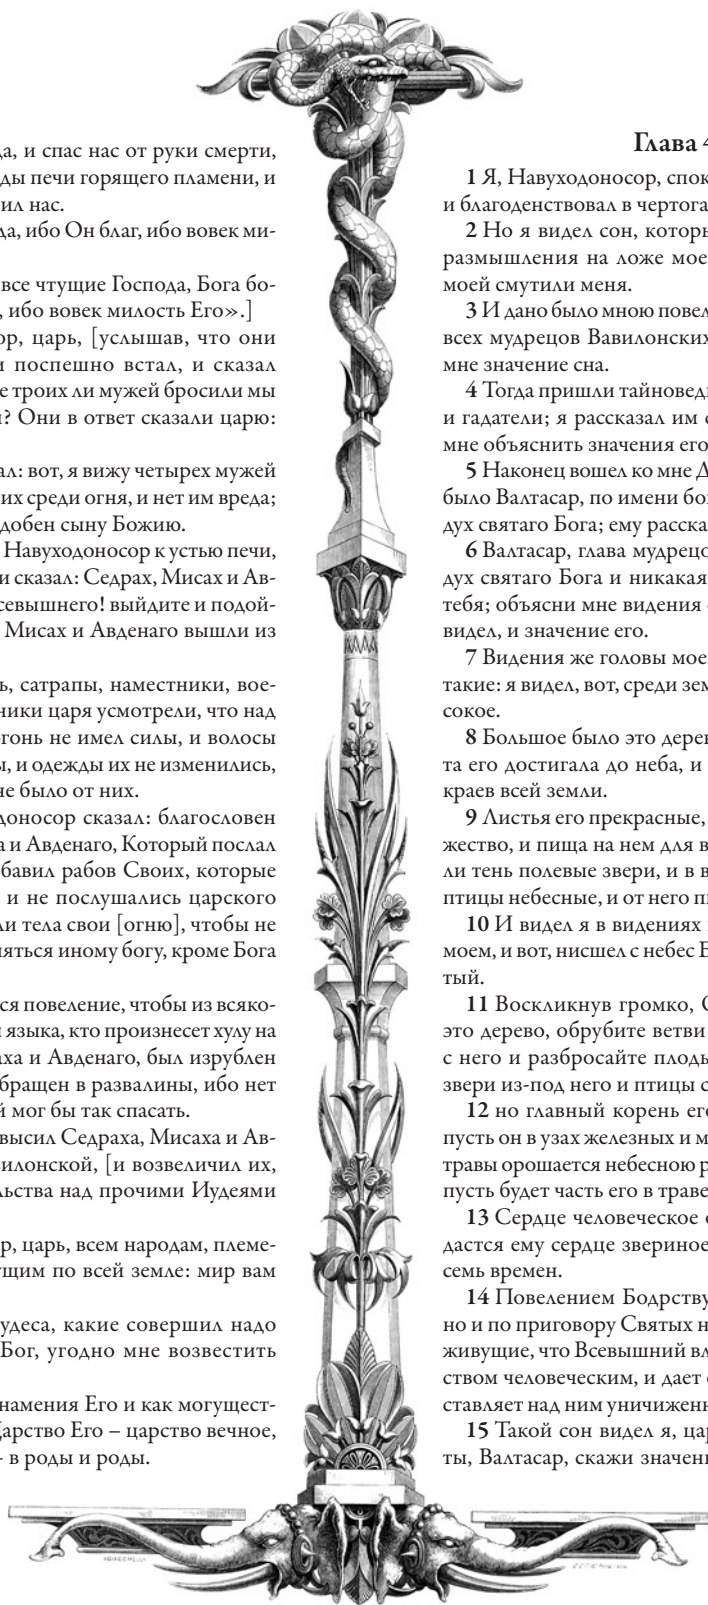 да, и спас нас от руки смерти,
ды печи горящего пламени, и
ил нас.
да, ибо Он благ, ибо вовек ми-
все чтущие Господа, Бога бо-
, ибо вовек милость Его».]
ор, царь, [услышав, что они
и поспешно встал, и сказал
е троих ли мужей бросили мы
? Они в ответ сказали царю:
ал: вот, я вижу четырех мужей
их среди огня, и нет им вреда;
добен сыну Божию.
Навуходоносор к устью печи,
и сказал: Седрах, Мисах и Ав-
севышнего! выйдите и подой-
Мисах и Авденаго вышли из
ь, сатрапы, наместники, вое-
ники царя усмотрели, что над
гонь не имел силы, и волосы
ы, и одежды их не изменились,
не было от них.
доносор сказал: благословен
а и Авденаго, Который послал
бавил рабов Своих, которые
и не послушались царского
ли тела свои [огню], чтобы не
няться иному богу, кроме Бога
ся повеление, чтобы из всяко-
языка, кто произнесет хулу на
аха и Авденаго, был изрублен
бращен в развалины, ибо нет
й мог бы так спасать.
высил Седраха, Мисаха и Ав-
вилонской, [и возвеличил их,
льства над прочими Иудеями
р, царь, всем народам, племе-
ущим по всей земле: мир вам
удеса, какие совершил надо
Бог, угодно мне возвестить
намения Его и как могущест-
Царство Его – царство вечное,
– в роды и роды.
Глава 4
1 Я, Навуходоносор, спок
и благоденствовал в чертога
2 Но я видел сон, которы
размышления на ложе мое
моей смутили меня.
3 И дано было мною повел
всех мудрецов Вавилонских
мне значение сна.
4 Тогда пришли тайновед
и гадатели; я рассказал им с
мне объяснить значения его
5 Наконец вошел ко мне Д
было Валтасар, по имени бо
дух святаго Бога; ему расска
6 Валтасар, глава мудрецо
дух святаго Бога и никакая
тебя; объясни мне видения
видел, и значение его.
7 Видения же головы мое
такие: я видел, вот, среди зем
сокое.
8 Большое было это дерев
та его достигала до неба, и
краев всей земли.
9 Листья его прекрасные,
жество, и пища на нем для в
ли тень полевые звери, и в в
птицы небесные, и от него п
10 И видел я в видениях
моем, и вот, нисшел с небес Б
тый.
11 Воскликнув громко, С
это дерево, обрубите ветви
с него и разбросайте плоды
звери из-под него и птицы с
12 но главный корень его
пусть он в узах железных и м
травы орошается небесною р
пусть будет часть его в траве
13 Сердце человеческое о
дастся ему сердце звериное
семь времен.
14 Повелением Бодрству
но и по приговору Святых н
живущие, что Всевышний вл
ством человеческим, и дает
ставляет над ним уничижен
15 Такой сон видел я, цар
ты, Валтасар, скажи значен